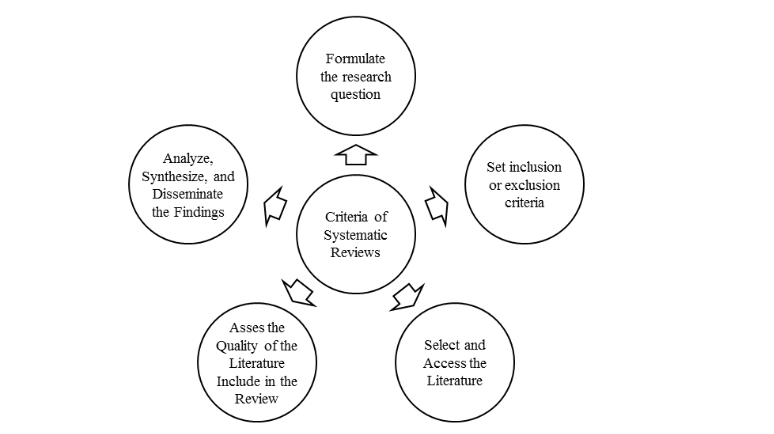 Formulate
the research
question
Set inclusion
or exclusion
criteria
Select and
Access the
Literature
Asses the
Quality of the
Literature
Include in the
Review
Analyze,
Synthesize, and
Disseminate
the Findings
Criteria of
Systematic
Reviews